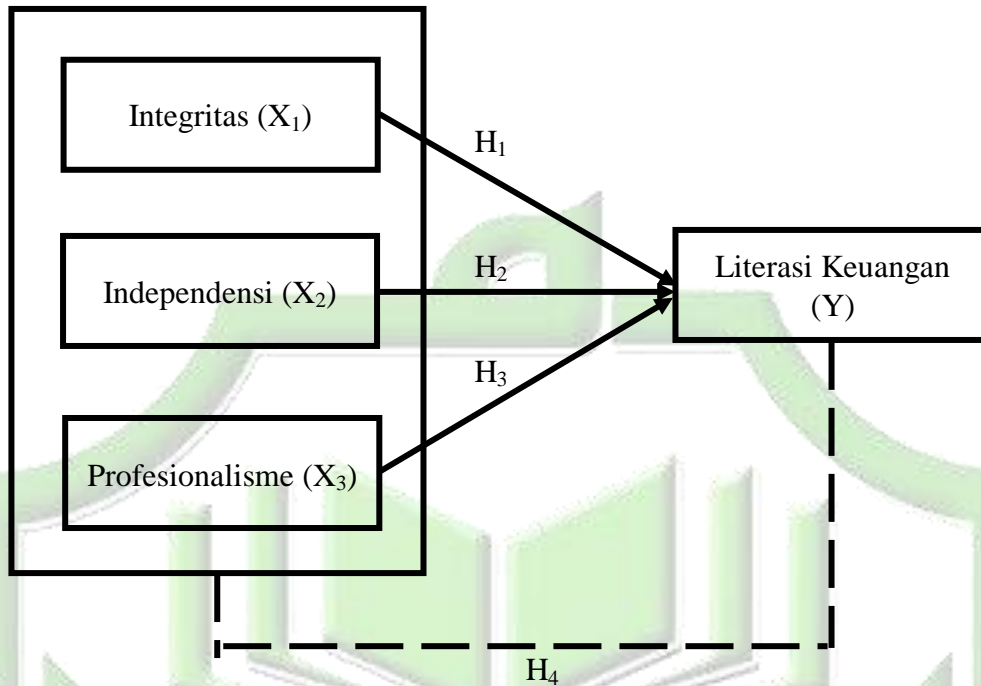 Integritas (X₁)
H₁
Independensi (X₂)
H₂
Literasi Keuangan
(Y)
H₃
Profesionalisme (X₃)
H₄